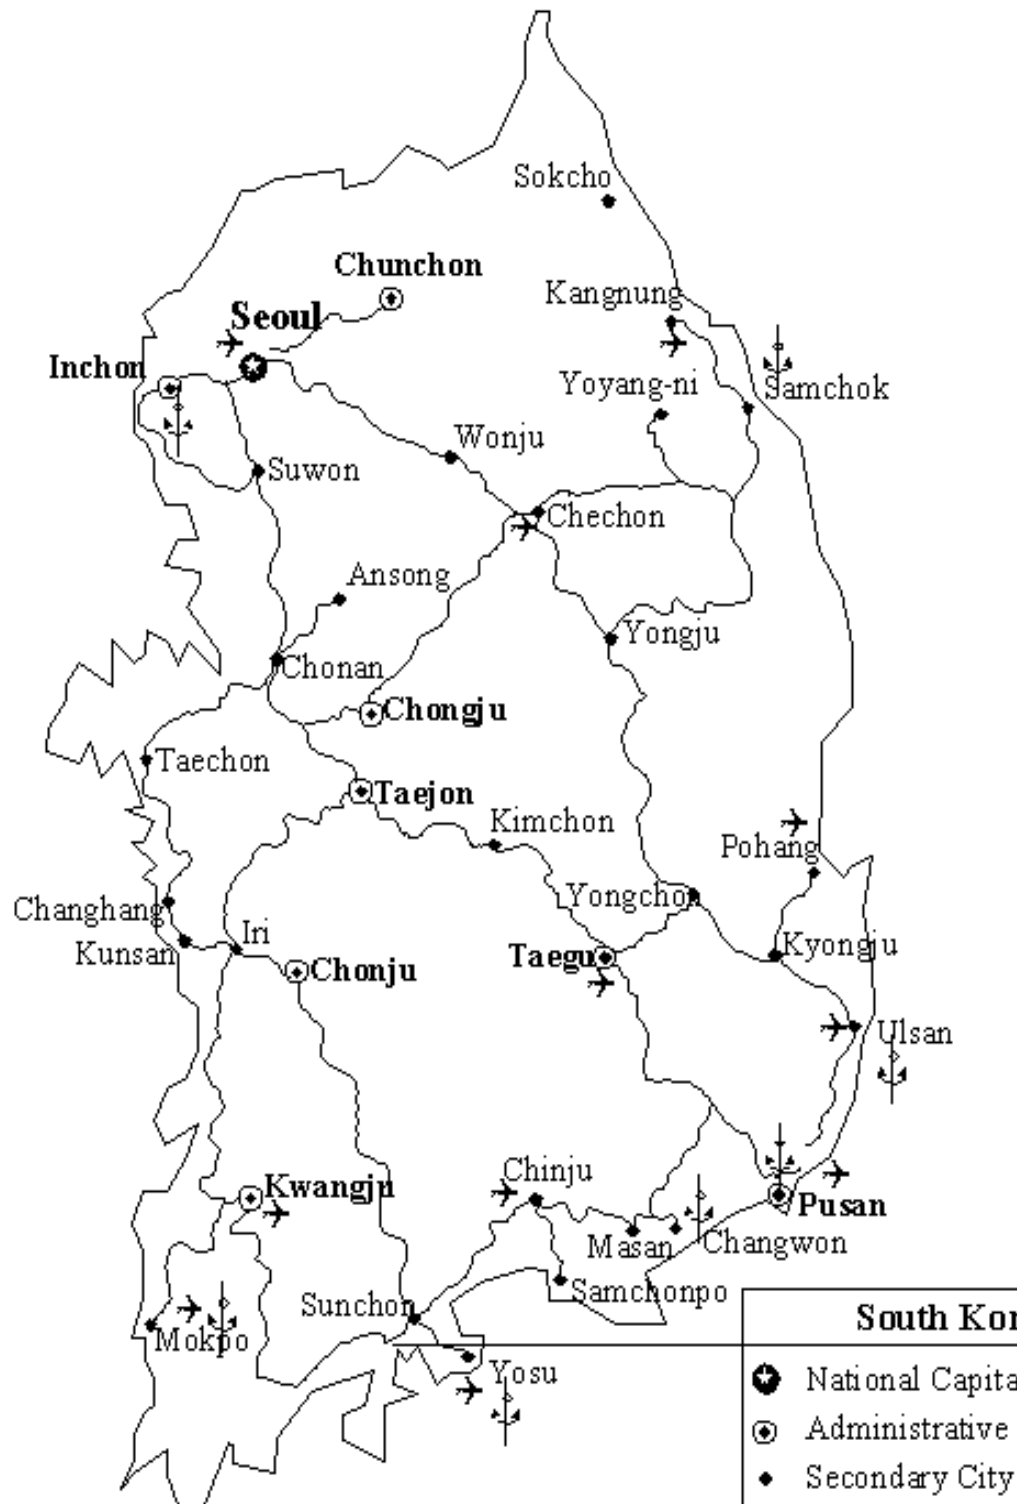 Sokcho
Chunchon
Kangnung
Seoul
Inchon
Yoyang-ni
Samchok
Wonju
Suwon
Chechon
Ansong
Yongju
Chonan
Chongju
Taechon
Taejon
Kimchon
Pohang
Yongchon
Changhang
Iri
Kunsan
Chonju
Taegu
Kyongju
Ulsan
Chinju
Kwangju
Pusan
Masan
Changwon
Samchonpo
Sunchon
Mokpo
Yosu
South Kor
National Capita
Administrative
Secondary City